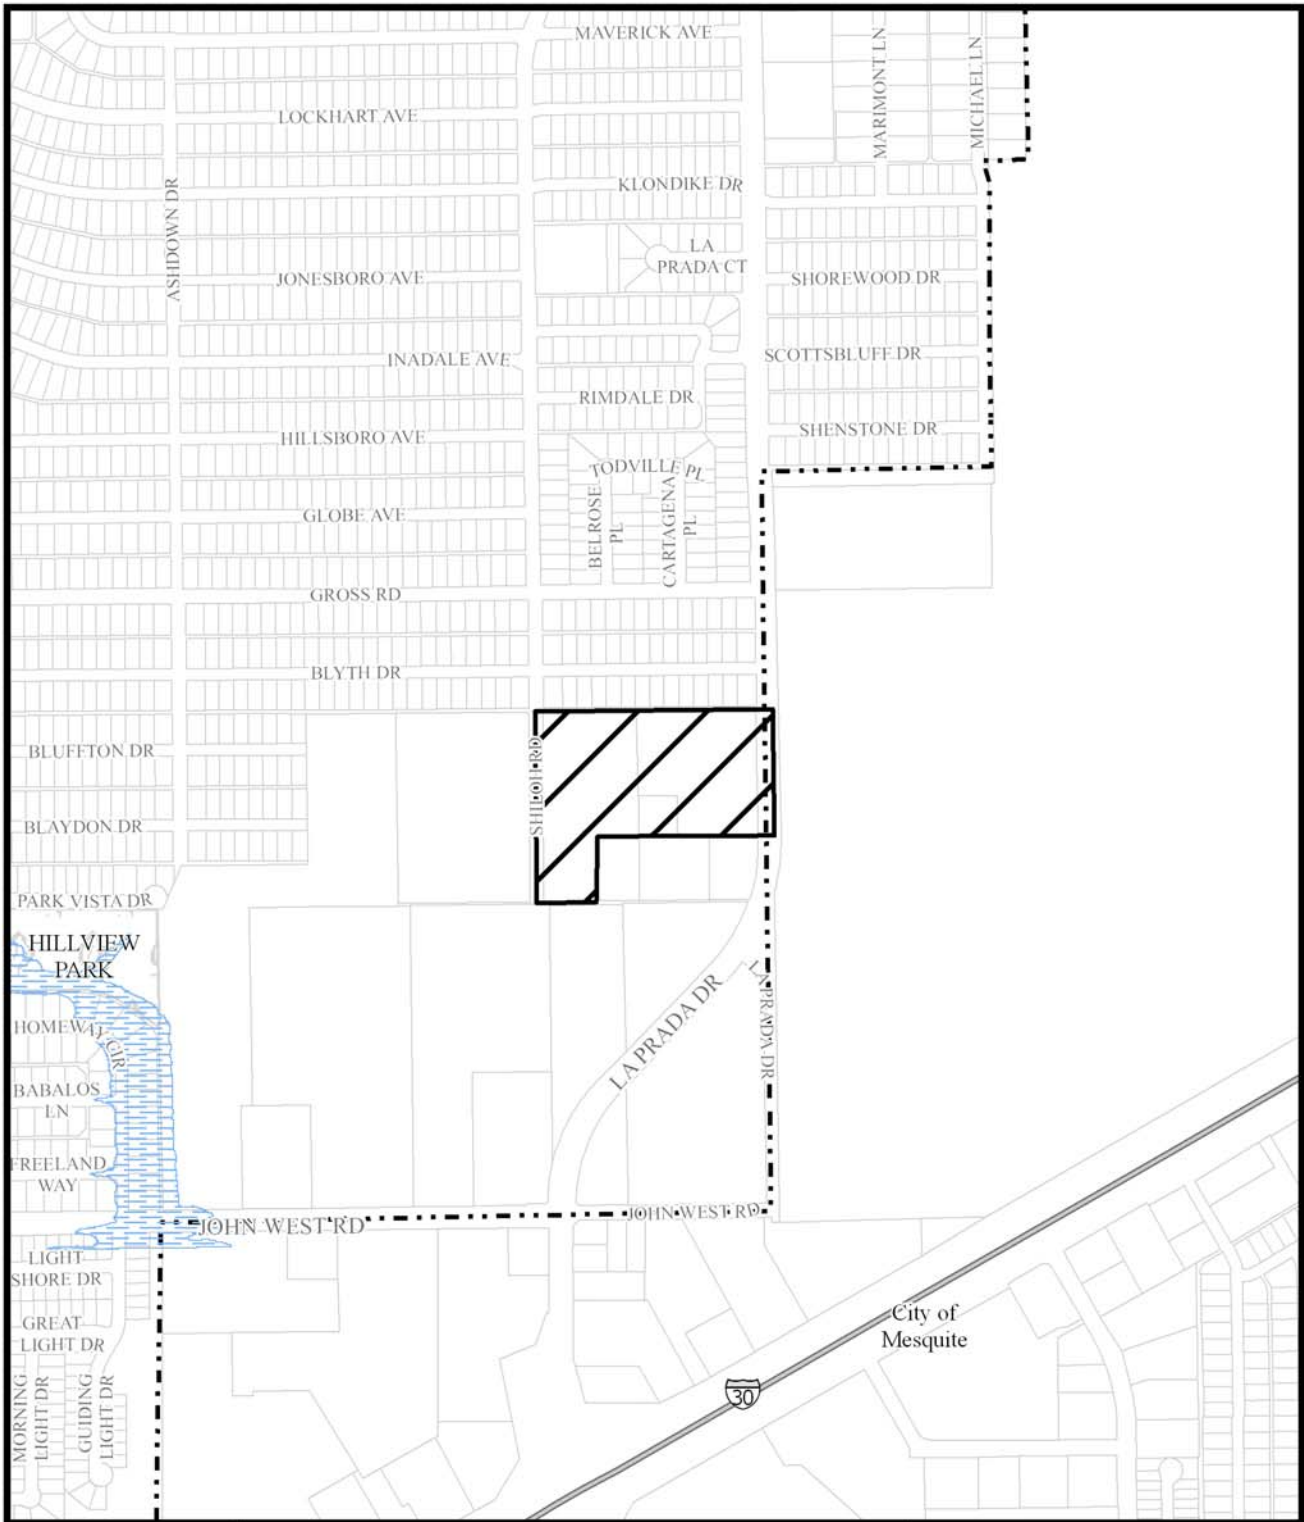 MAVERICK AVE
MARIMONT LN
MICHAEL LN
LOCKHART AVE
KLONDIKE DR
ASHDOWN DR
LA
PRADA CT
JONESBORO AVE
SHOREWOOD DR
INADALE AVE
SCOTTSBLUFF DR
RIMDALE DR
HILLSBORO AVE
SHENSTONE DR
TODVILLE PL
BELROSE
PL
CARTAGENA
PL
GLOBE AVE
GROSS RD
BLYTH DR
BLUFFTON DR
SHILOH RD
BLAYDON DR
PARK VISTA DR
HILLVIEW
PARK
HOMEWAY CIR
LA PRADA DR
LA PRADA DR
BABALOS
LN
FREELAND
WAY
JOHN WEST RD
JOHN WEST RD
LIGHT
SHORE DR
GREAT
LIGHT DR
City of
Mesquite
MORNING
LIGHT DR
GUIDING
LIGHT DR
30